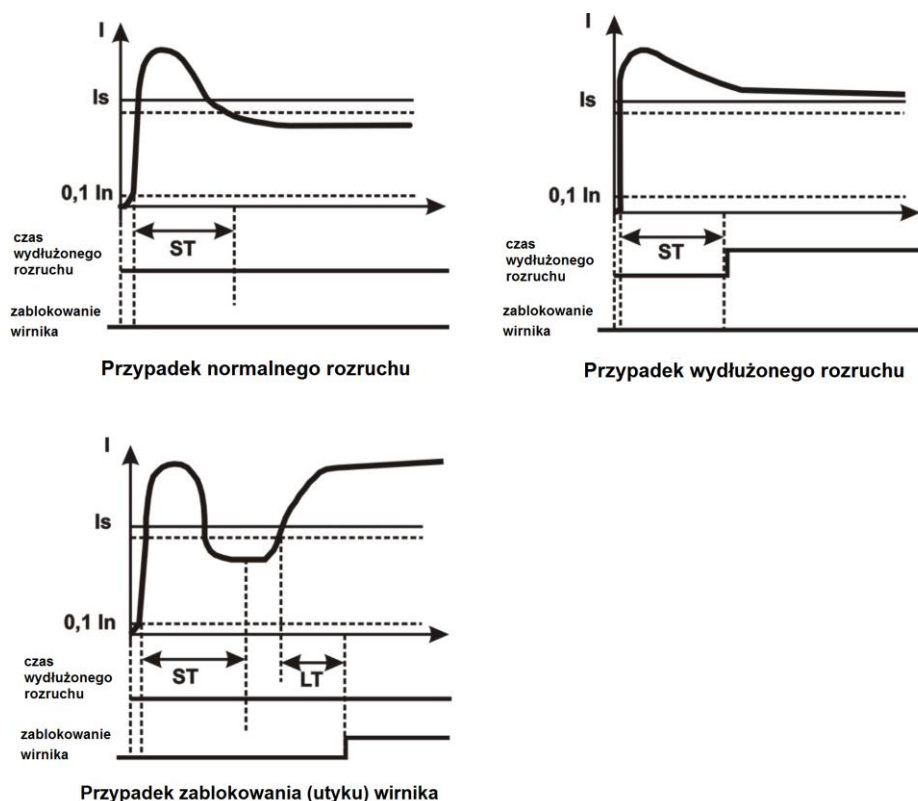 I
Is
0,1 In
ST
czas
wydłużonego
rozruchu
zablokowanie
wirnika
Przypadek normalnego rozruchu
I
Is
0,1 In
ST
czas
wydłużonego
rozruchu
zablokowanie
wirnika
Przypadek wydłużonego rozruchu
I
Is
0,1 In
ST
LT
czas
wydłużonego
rozruchu
zablokowanie
wirnika
Przypadek zablokowania (utyku) wirnika